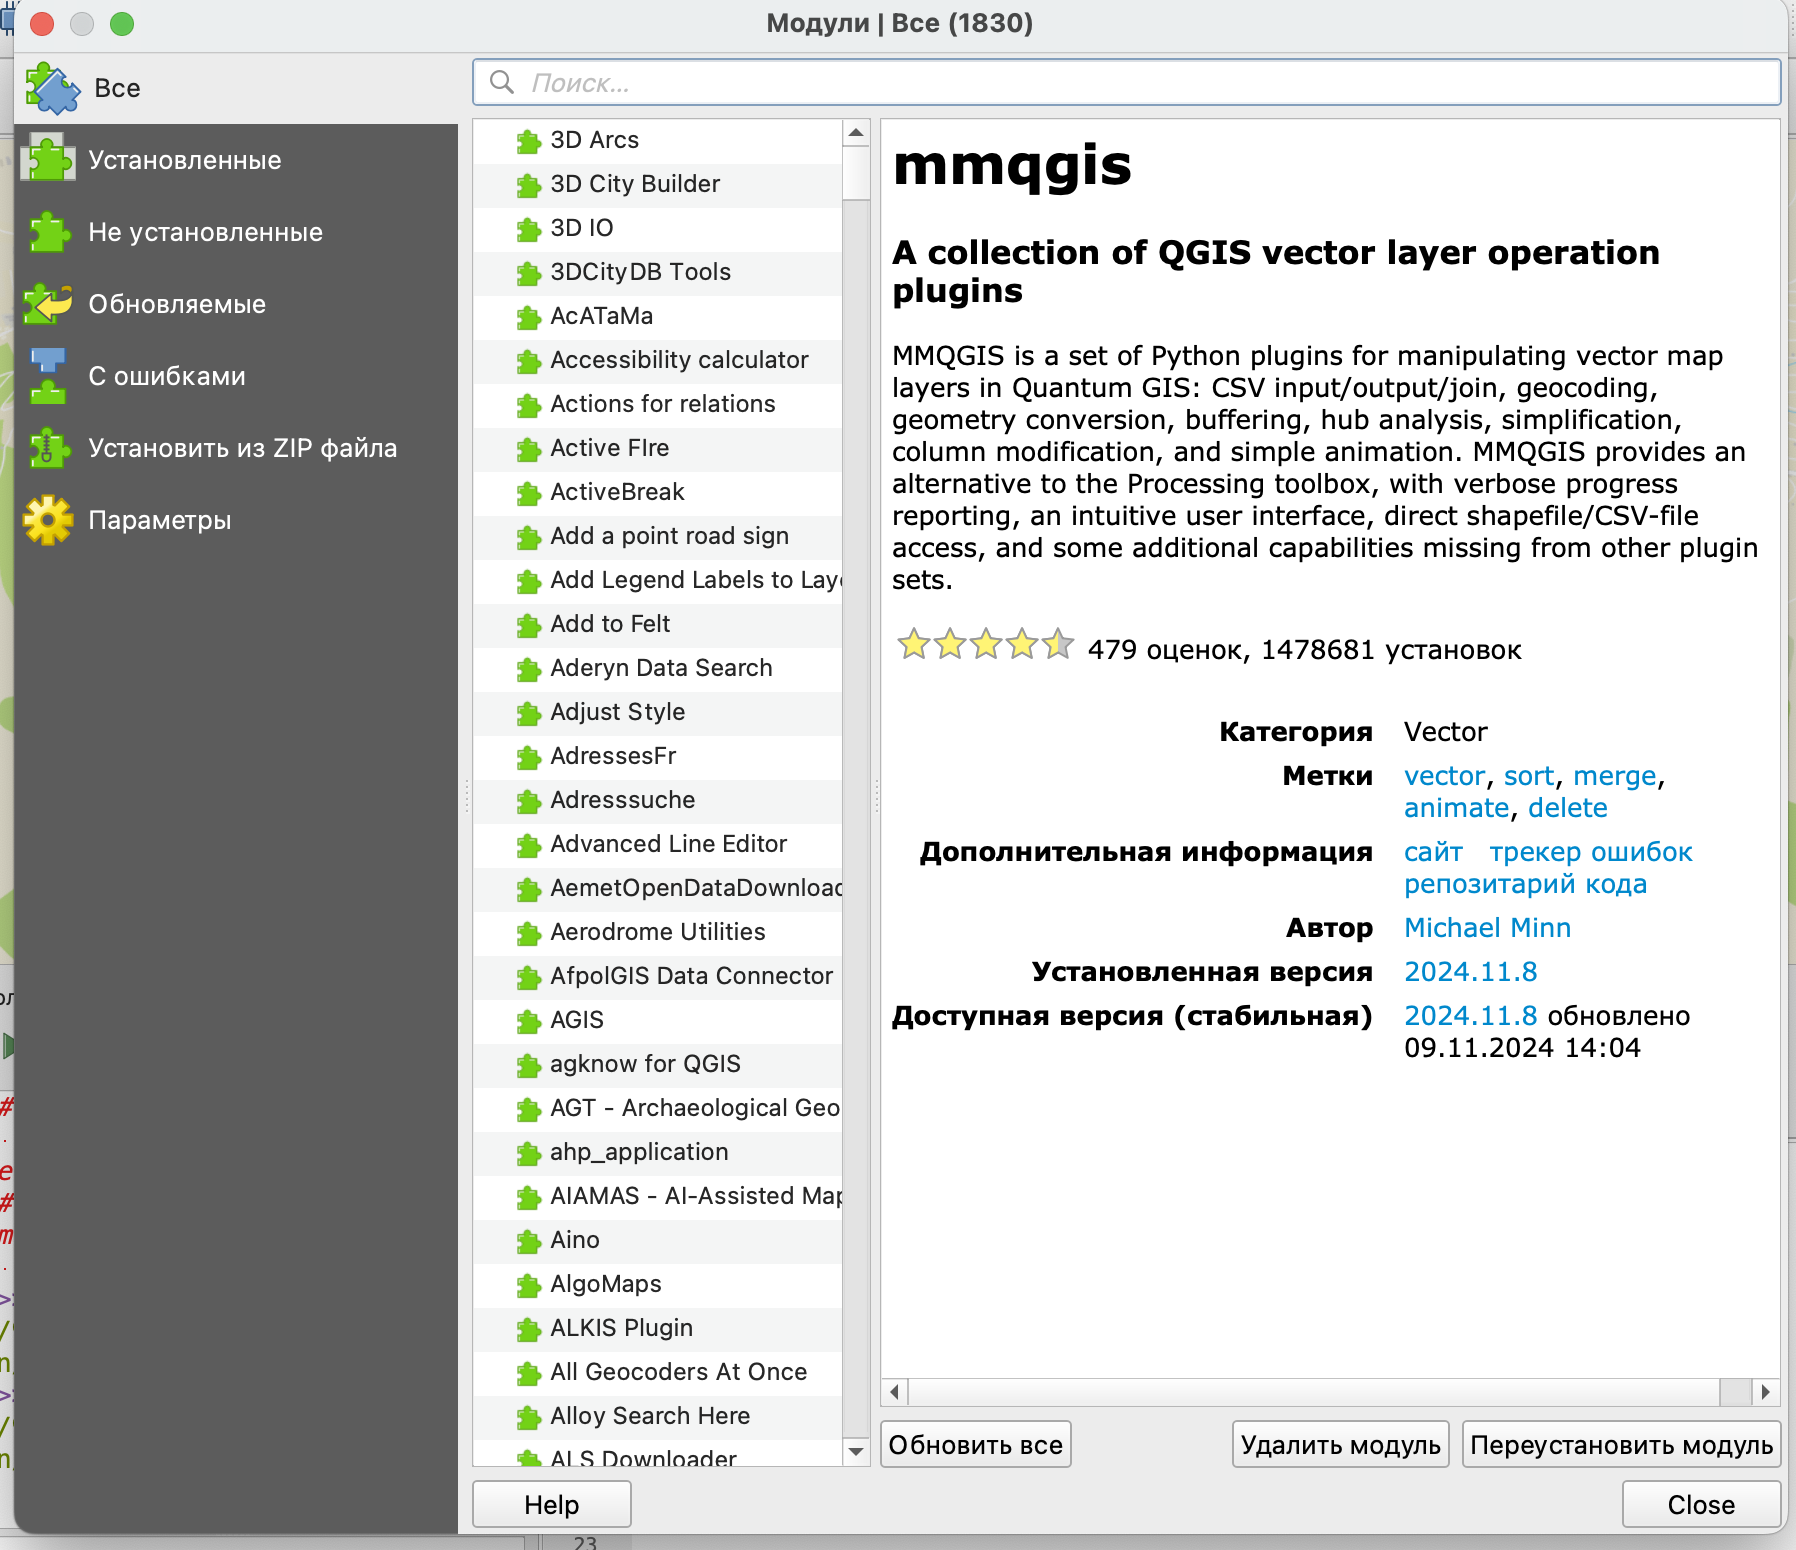 Модули | Все (1830)
Все
Установленные
Не установленные
Обновляемые
С ошибками
Установить из ZIP файла
Параметры
Поиск...
3D Arcs
3D City Builder
3D IO
3DCityDB Tools
AcATaMa
Accessibility calculator
Actions for relations
Active FIre
ActiveBreak
Add a point road sign
Add Legend Labels to Lay
Add to Felt
Aderyn Data Search
Adjust Style
AdressesFr
Adresssuche
Advanced Line Editor
AemetOpenDataDownload
Aerodrome Utilities
AfpolGIS Data Connector
AGIS
agknow for QGIS
AGT - Archaeological Geo
ahp_application
AIAMAS - AI-Assisted Map
Aino
AlgoMaps
ALKIS Plugin
All Geocoders At Once
Alloy Search Here
ALS Downloader
mmqgis
A collection of QGIS vector layer operation
plugins
MMQGIS is a set of Python plugins for manipulating vector map
layers in Quantum GIS: CSV input/output/join, geocoding,
geometry conversion, buffering, hub analysis, simplification,
column modification, and simple animation. MMQGIS provides an
alternative to the Processing toolbox, with verbose progress
reporting, an intuitive user interface, direct shapefile/CSV-file
access, and some additional capabilities missing from other plugin
sets.
479 оценок, 1478681 установок
Категория Vector
Метки vector, sort, merge,
animate, delete
Дополнительная информация сайт трекер ошибок
репозитарий кода
Автор Michael Minn
Установленная версия 2024.11.8
Доступная версия (стабильная) 2024.11.8 обновлено
09.11.2024 14:04
Обновить все
Удалить модуль
Переустановить модуль
Help
Close
23